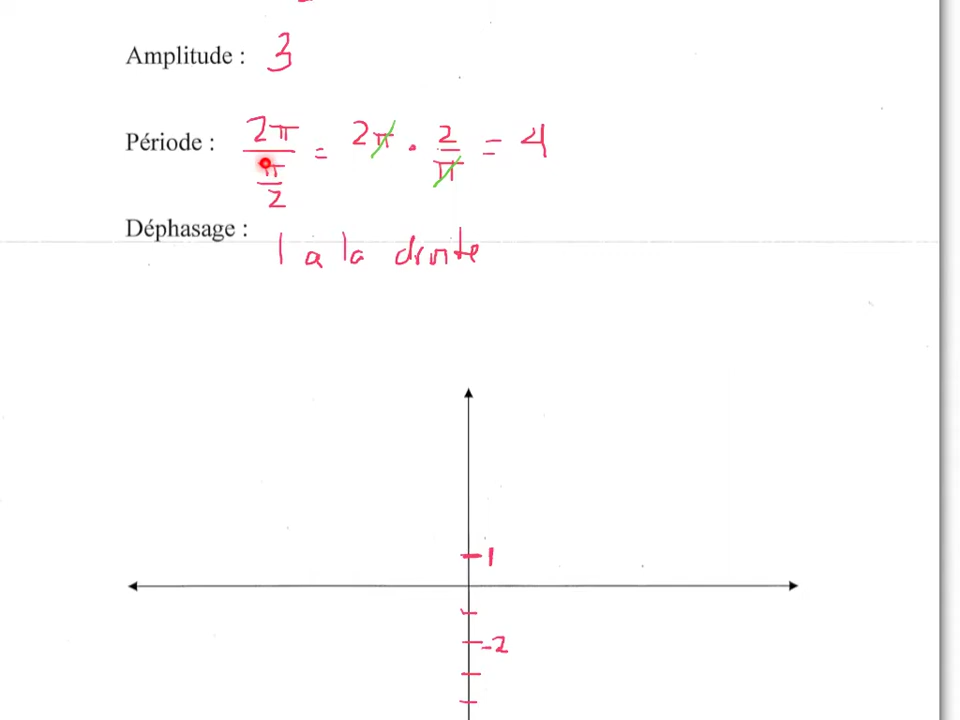 Amplitude : 3
Période : 2π/(π/2) = 2π · 2/π = 4
Déphasage : 1 a la droite
1
-2